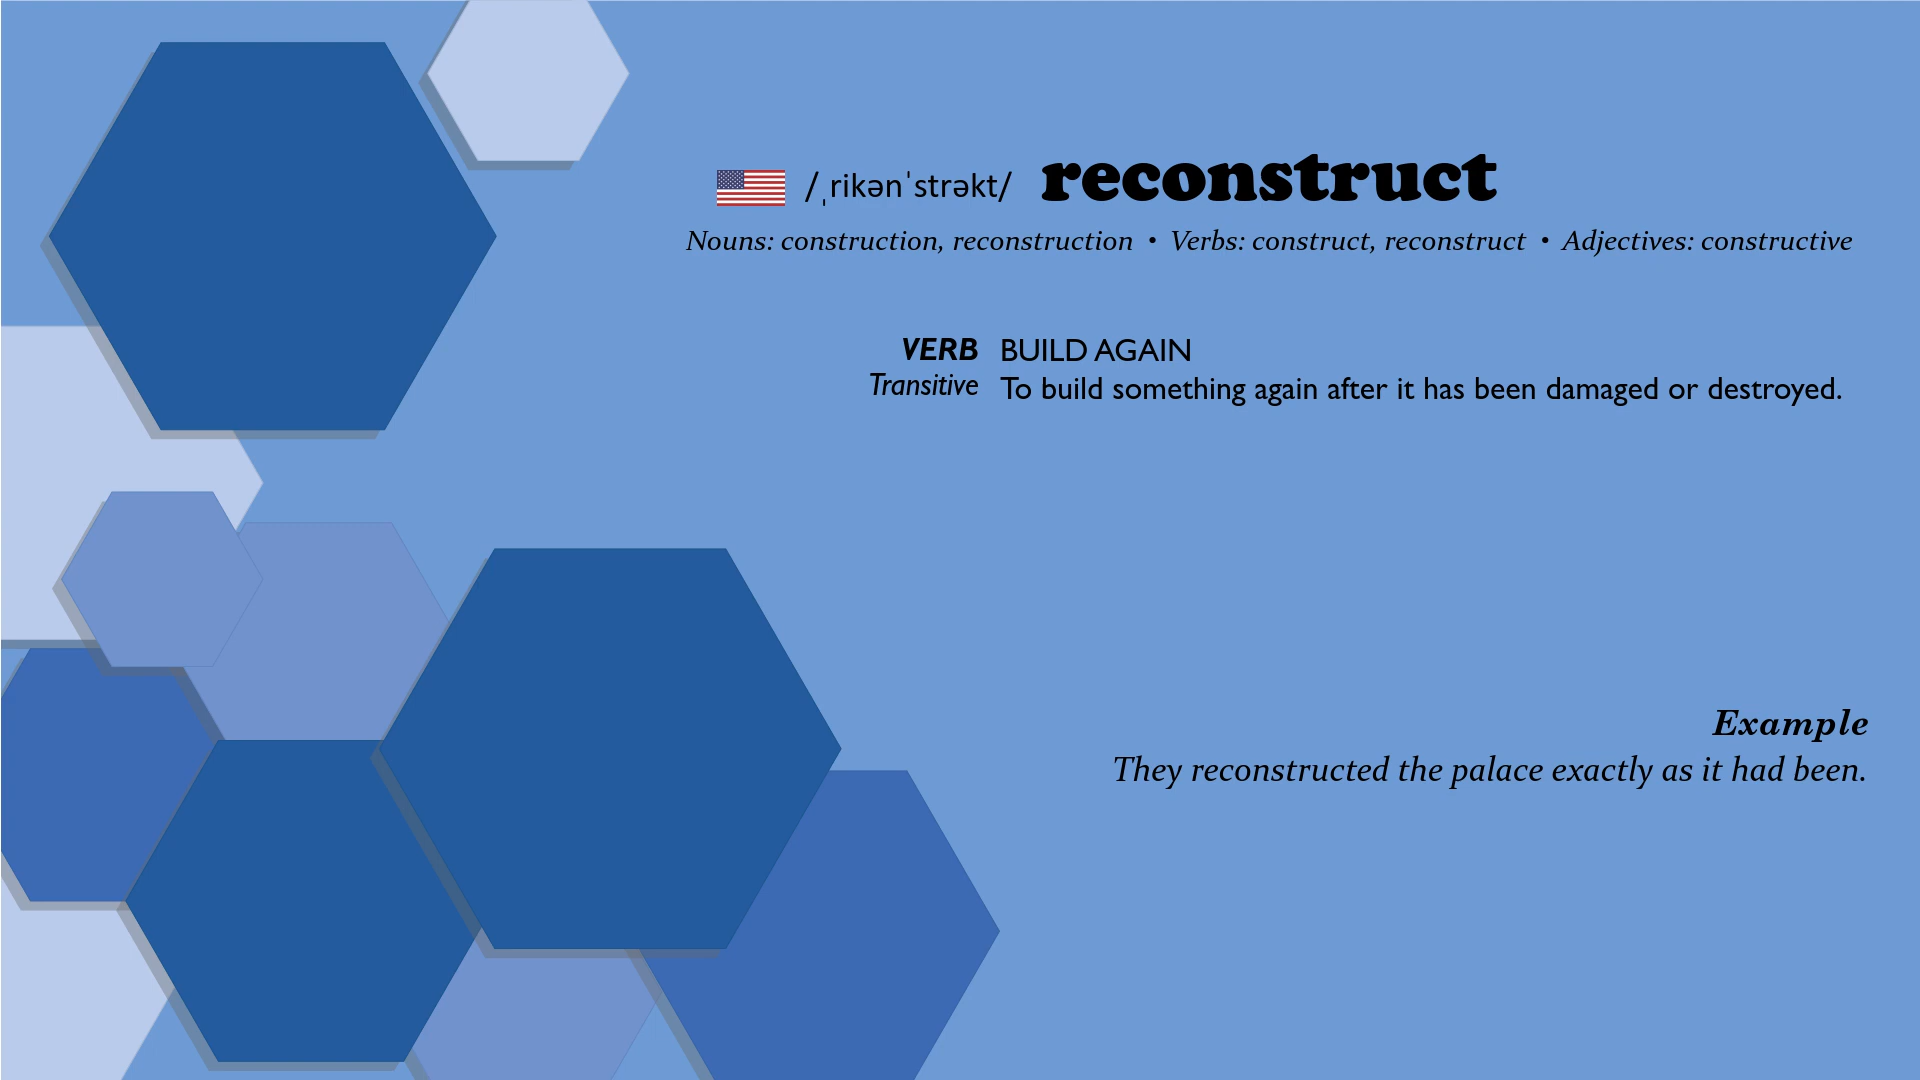 /ˌrikənˈstrəkt/ reconstruct
Nouns: construction, reconstruction • Verbs: construct, reconstruct • Adjectives: constructive
VERB BUILD AGAIN
Transitive To build something again after it has been damaged or destroyed.
Example
They reconstructed the palace exactly as it had been.